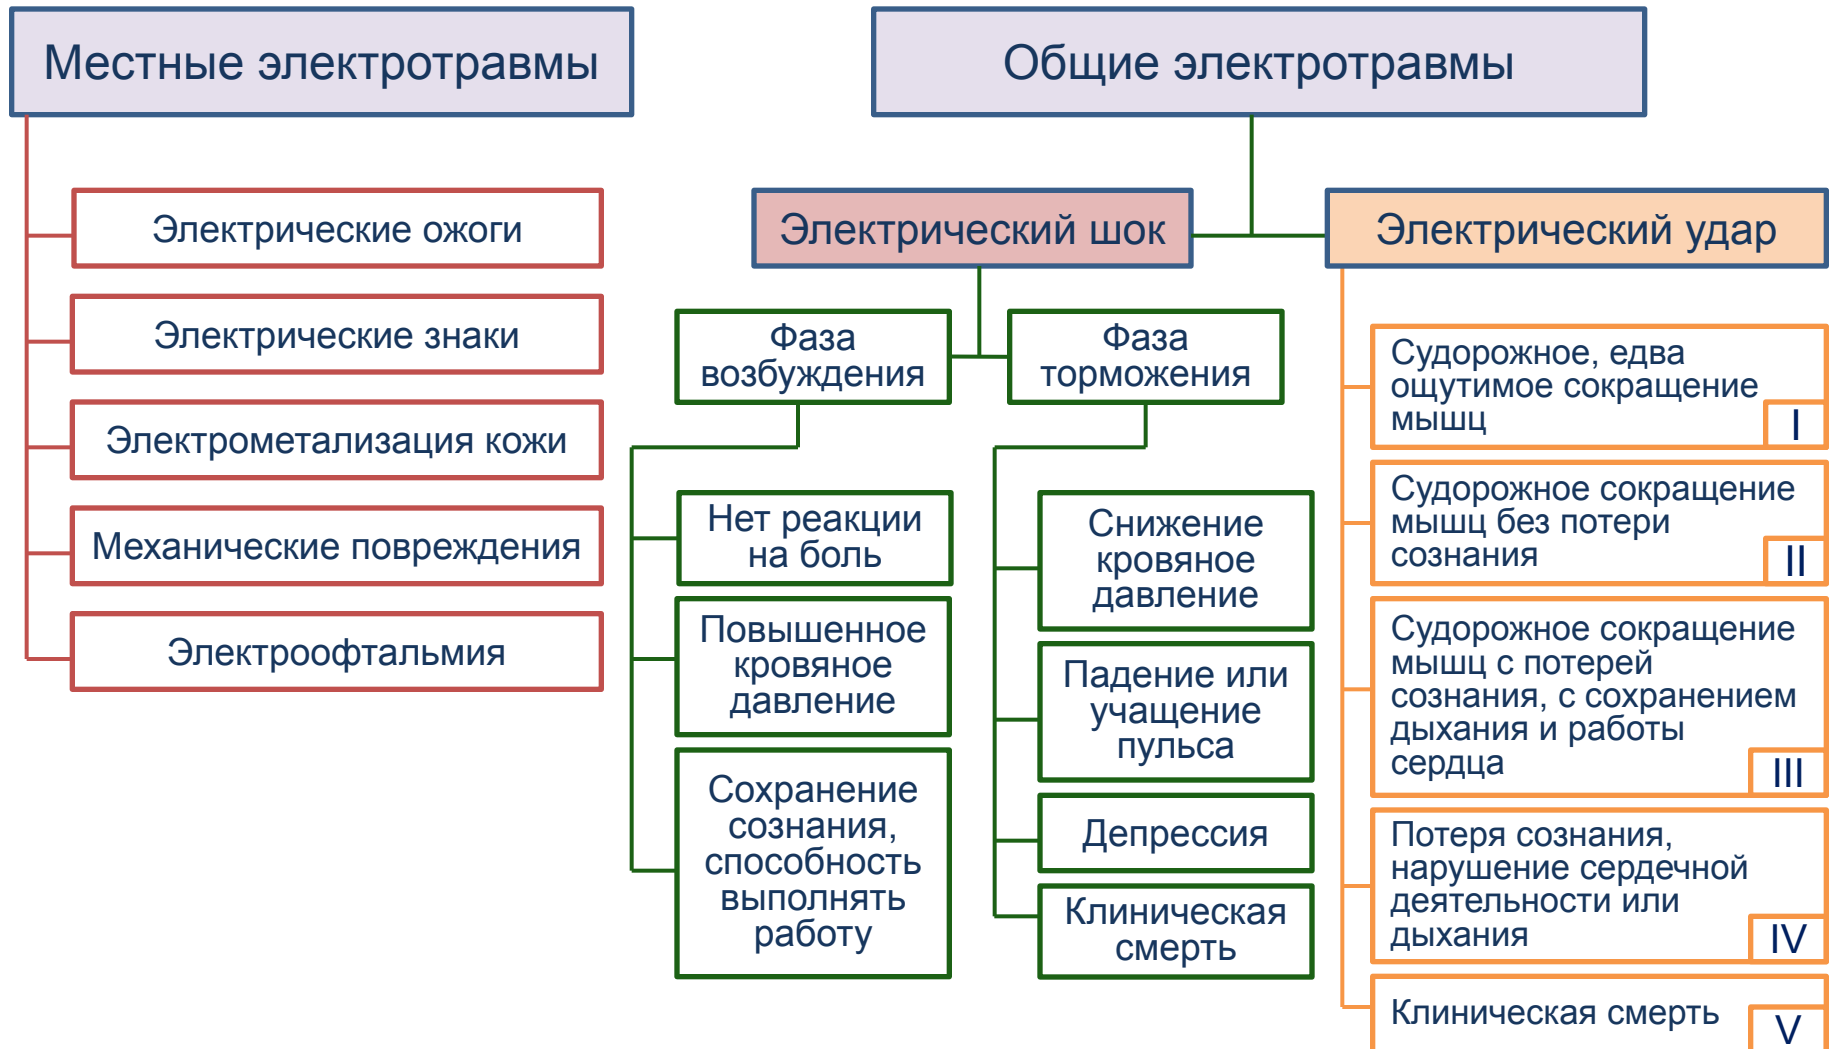 Местные электротравмы
Электрические ожоги
Электрические знаки
Электрометализация кожи
Механические повреждения
Электроофтальмия
Общие электротравмы
Электрический шок
Фаза
возбуждения
Нет реакции
на боль
Повышенное
кровяное
давление
Сохранение
сознания,
способность
выполнять
работу
Фаза
торможения
Снижение
кровяное
давление
Падение или
учащение
пульса
Депрессия
Клиническая
смерть
Электрический удар
Судорожное, едва
ощутимое сокращение
мышц
I
Судорожное сокращение
мышц без потери
сознания
II
Судорожное сокращение
мышц с потерей
сознания, с сохранением
дыхания и работы
сердца
III
Потеря сознания,
нарушение сердечной
деятельности или
дыхания
IV
Клиническая смерть
V